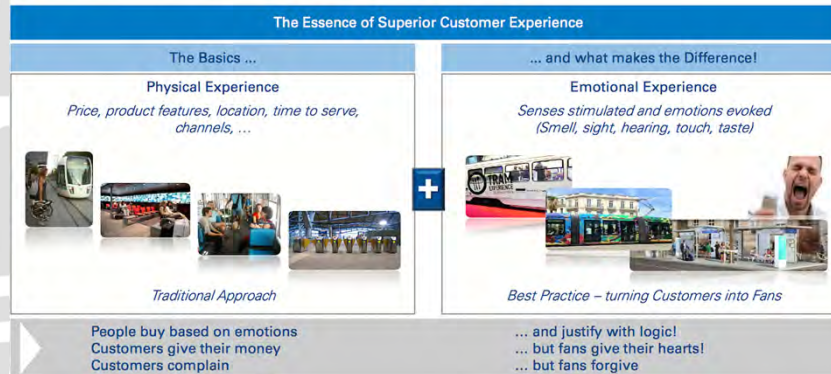 The Essence of Superior Customer Experience
The Basics ...
... and what makes the Difference!
Physical Experience
Price, product features, location, time to serve,
channels, …
Traditional Approach
Emotional Experience
Senses stimulated and emotions evoked
(Smell, sight, hearing, touch, taste)
TRAM
EXPERIENCE
Best Practice – turning Customers into Fans
People buy based on emotions
... and justify with logic!
Customers give their money
... but fans give their hearts!
Customers complain
... but fans forgive